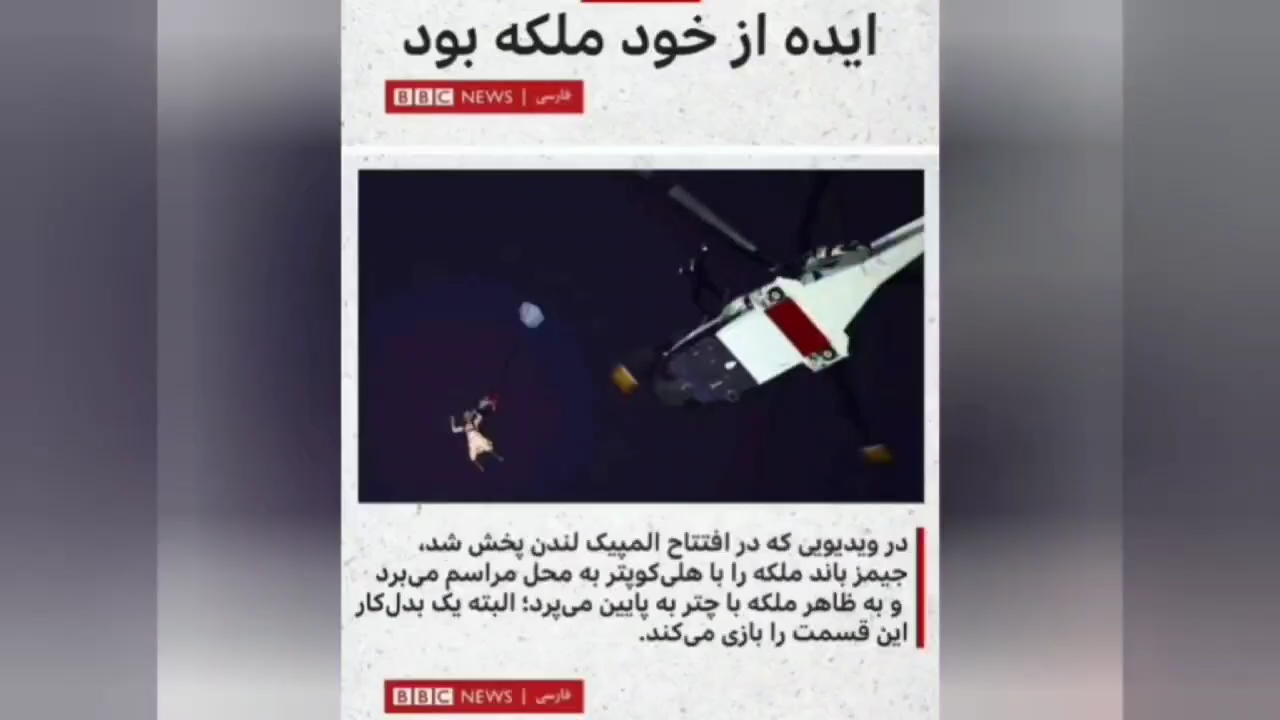 ایده از خود ملکه بود
BBC NEWS | فارسی
در ویدیویی که در افتتاح المپیک لندن پخش شد،
جیمز باند ملکه را با هلی‌کوپتر به محل مراسم می‌برد
و به ظاهر ملکه با چتر به پایین می‌پرد؛ البته یک بدل‌کار
این قسمت را بازی می‌کند.
BBC NEWS | فارسی